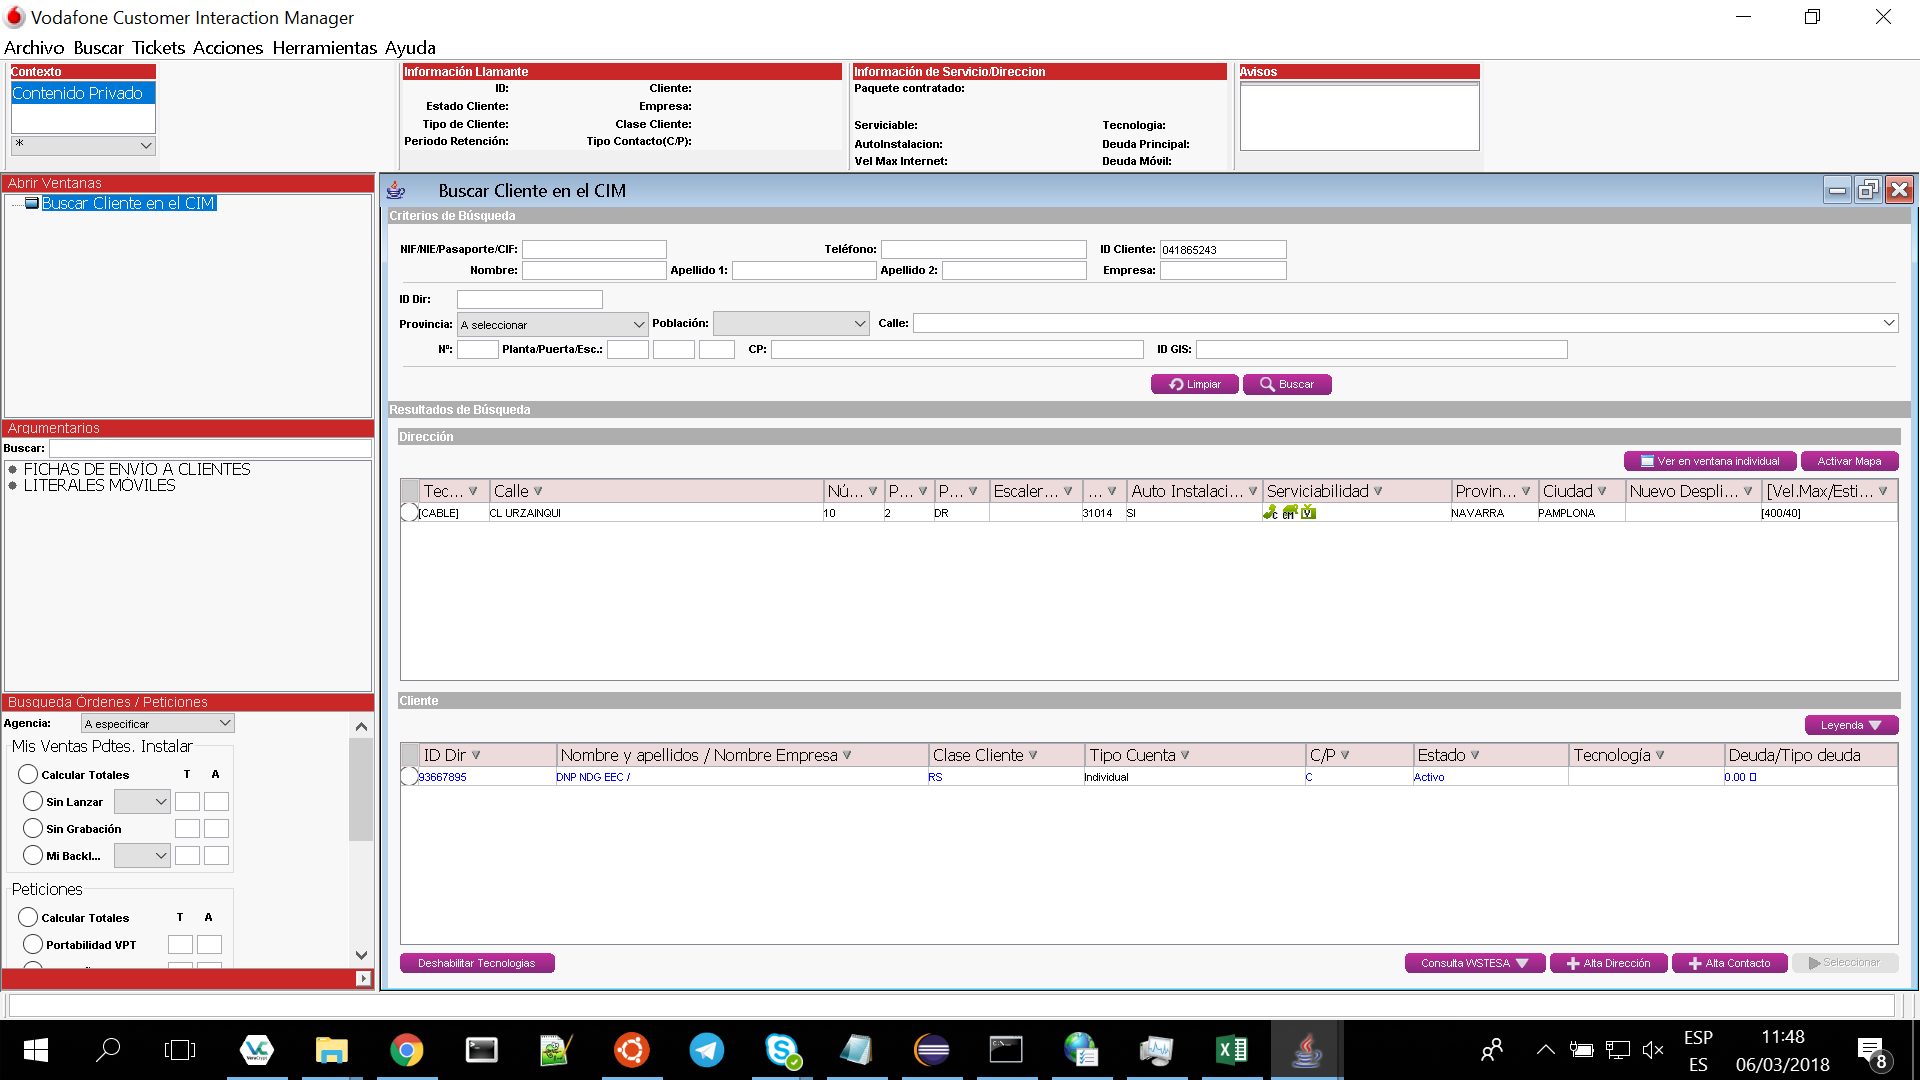 Vodafone Customer Interaction Manager
Archivo Buscar Tickets Acciones Herramientas Ayuda
Contexto
Contenido Privado
*
Información Llamante
ID: Cliente:
Estado Cliente: Empresa:
Tipo de Cliente: Clase Cliente:
Periodo Retención: Tipo Contacto(C/P):
Información de Servicio/Direccion
Paquete contratado:
Serviciable: Tecnologia:
AutoInstalacion: Deuda Principal:
Vel Max Internet: Deuda Móvil:
Avisos
Abrir Ventanas
Buscar Cliente en el CIM
Argumentarios
Buscar:
FICHAS DE ENVÍO A CLIENTES
LITERALES MÓVILES
Busqueda Órdenes / Peticiones
Agencia: A especificar
Mis Ventas Pdtes. Instalar
Calcular Totales T A
Sin Lanzar
Sin Grabación
Mi Backl...
Peticiones
Calcular Totales T A
Portabilidad VPT
Buscar Cliente en el CIM
Criterios de Búsqueda
NIF/NIE/Pasaporte/CIF: Teléfono: ID Cliente: 041865243
Nombre: Apellido 1: Apellido 2: Empresa:
ID Dir:
Provincia: A seleccionar Población: Calle:
Nº: Planta/Puerta/Esc.: CP: ID GIS:
Limpiar Buscar
Resultados de Búsqueda
Dirección
Ver en ventana individual Activar Mapa
Tec... Calle Nú... P... P... Escaler... ... Auto Instalaci... Serviciabilidad Provin... Ciudad Nuevo Despli... [Vel.Max/Esti...
[CABLE] CL URZAINQUI 10 2 DR 31014 SI C CM NAVARRA PAMPLONA [400/40]
Cliente
Leyenda
ID Dir Nombre y apellidos / Nombre Empresa Clase Cliente Tipo Cuenta C/P Estado Tecnología Deuda/Tipo deuda
93667895 DNP NDG EEC / RS Individual C Activo 0.00
Deshabilitar Tecnologias Consulta WSTESA Alta Dirección Alta Contacto Seleccionar
ESP
ES
11:48
06/03/2018
8